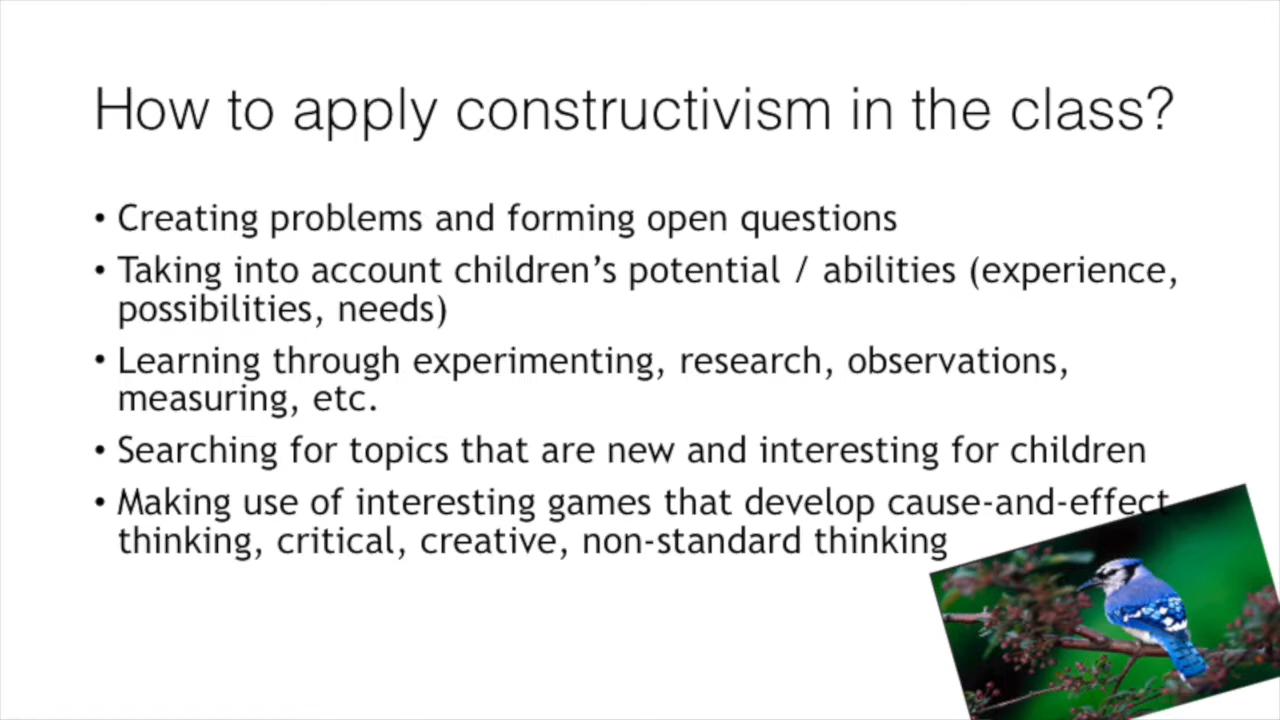 How to apply constructivism in the class?
• Creating problems and forming open questions
• Taking into account children’s potential / abilities (experience,
possibilities, needs)
• Learning through experimenting, research, observations,
measuring, etc.
• Searching for topics that are new and interesting for children
• Making use of interesting games that develop cause-and-effect
thinking, critical, creative, non-standard thinking